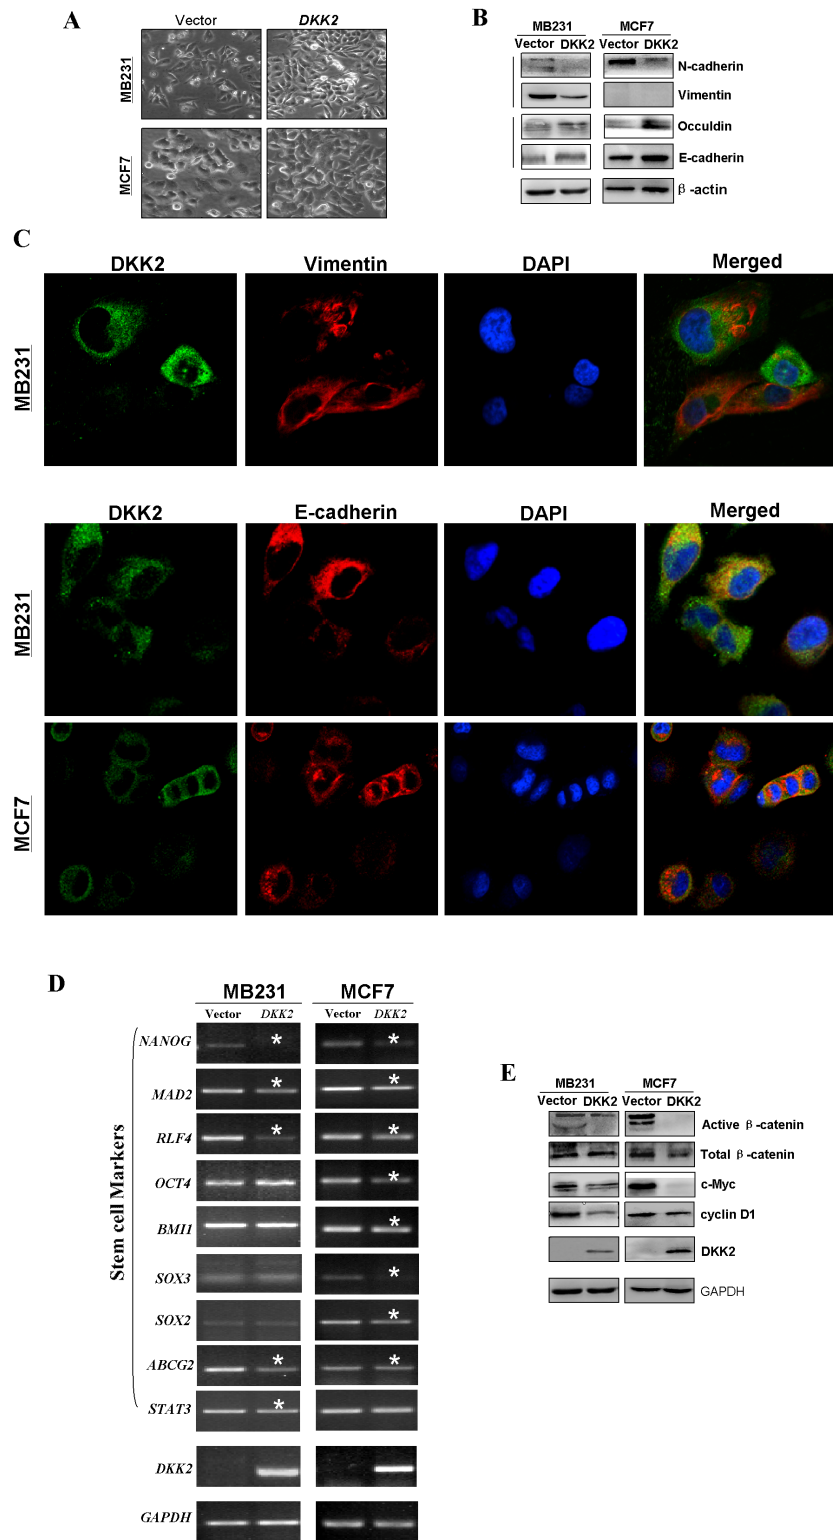 A
Vector DKK2
MB231
MCF7
B
MB231 MCF7
Vector DKK2 Vector DKK2
N-cadherin
Vimentin
Occuldin
E-cadherin
β-actin
C
DKK2 Vimentin DAPI Merged
MB231
DKK2 E-cadherin DAPI Merged
MB231
MCF7
D
MB231 MCF7
Vector DKK2 Vector DKK2
Stem cell Markers
NANOG * *
MAD2 * *
RLF4 *
OCT4 *
BMI1 *
SOX3 *
SOX2 *
ABCG2 * *
STAT3 *
DKK2
GAPDH
E
MB231 MCF7
Vector DKK2 Vector DKK2
Active β-catenin
Total β-catenin
c-Myc
cyclin D1
DKK2
GAPDH